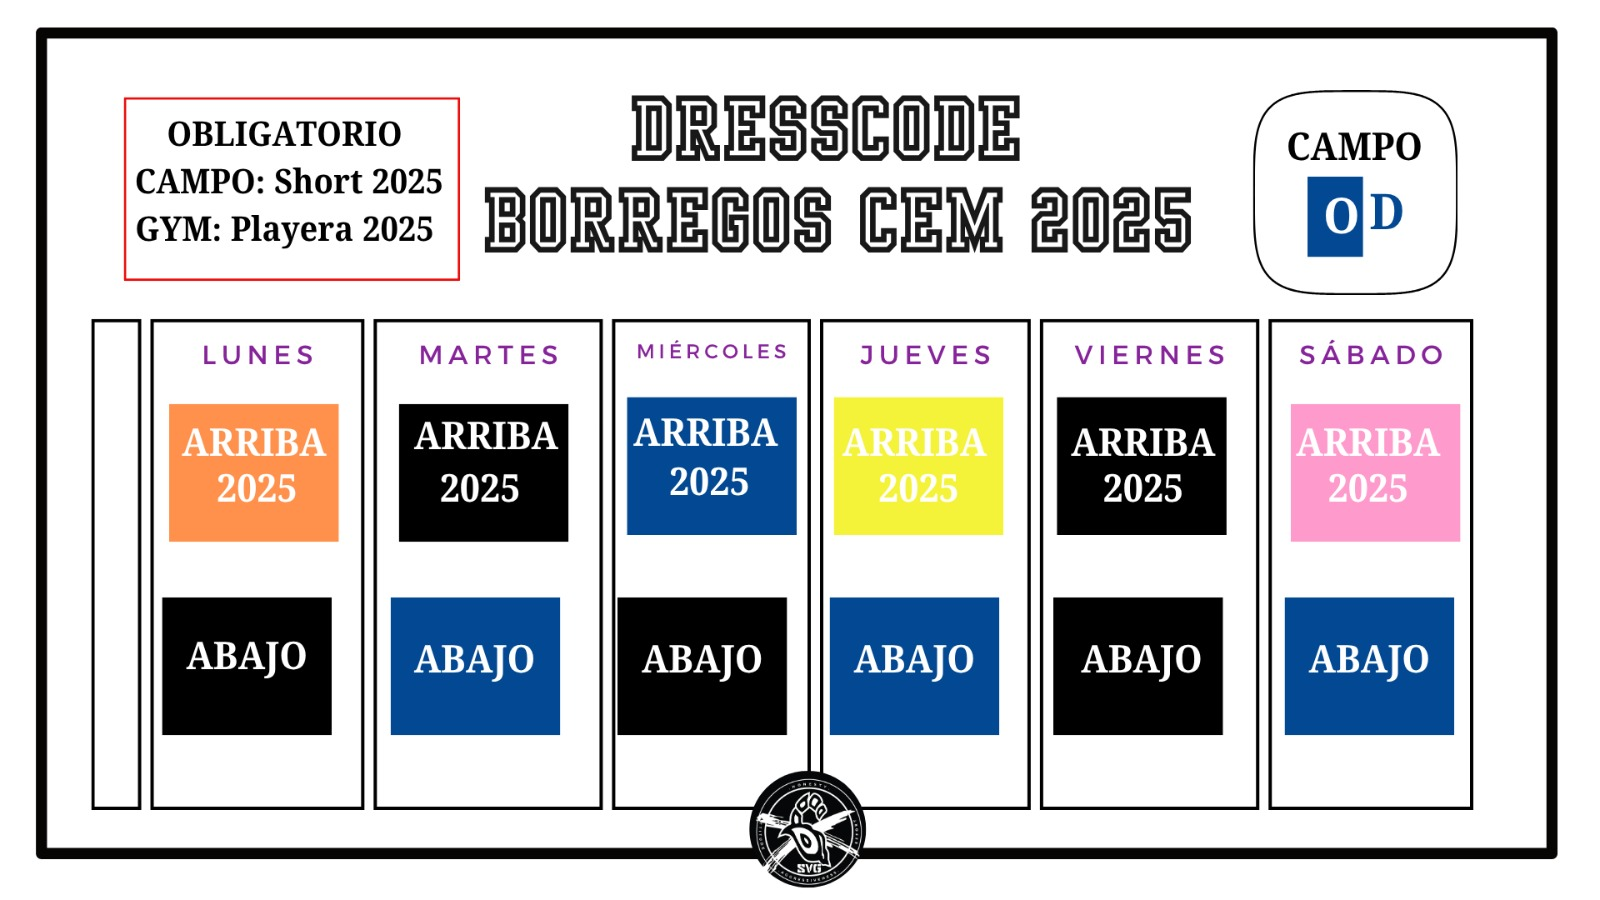 OBLIGATORIO
CAMPO: Short 2025
GYM: Playera 2025
DRESSCODE
BORREGOS CEM 2025
CAMPO
O D
LUNES
ARRIBA
2025
ABAJO
MARTES
ARRIBA
2025
ABAJO
MIÉRCOLES
ARRIBA
2025
ABAJO
JUEVES
ARRIBA
2025
ABAJO
VIERNES
ARRIBA
2025
ABAJO
SÁBADO
ARRIBA
2025
ABAJO
HONESTY
SVG